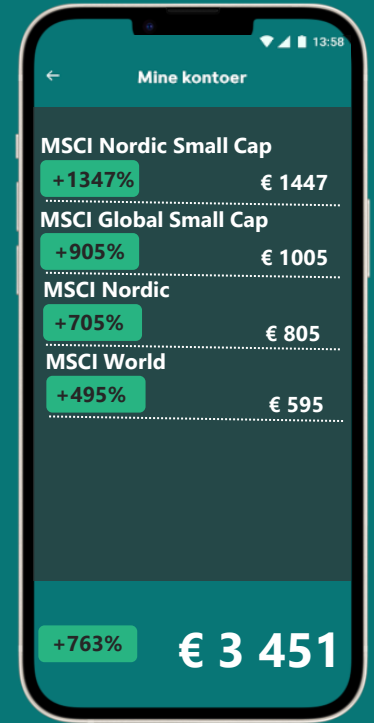 13:58
Mine kontoer
MSCI Nordic Small Cap
+1347% € 1447
MSCI Global Small Cap
+905% € 1005
MSCI Nordic
+705% € 805
MSCI World
+495% € 595
+763% € 3 451